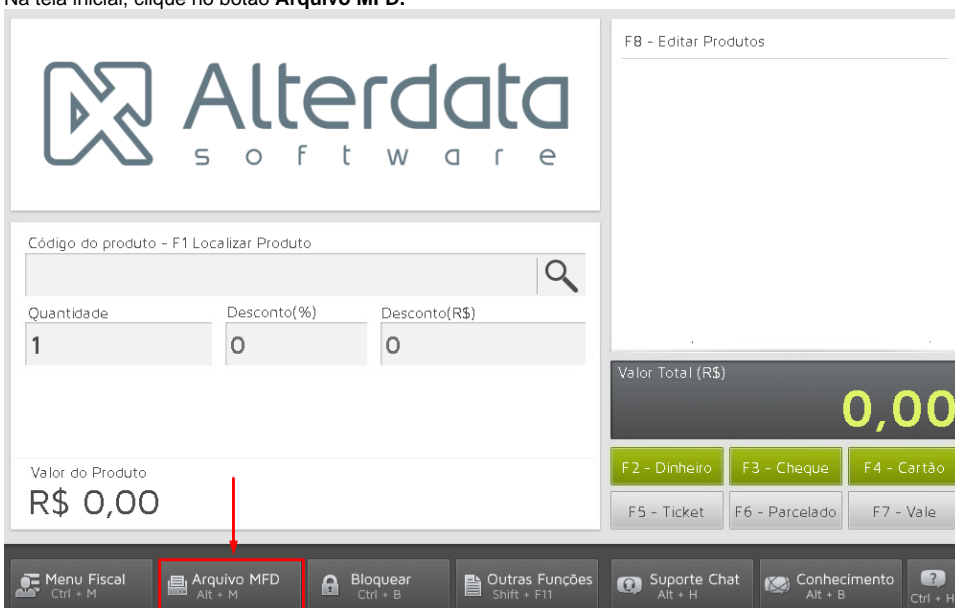 Na tela inicial, clique no botão Arquivo MFD.
Alterdata
software
F8 - Editar Produtos
Código do produto - F1 Localizar Produto
Quantidade
Desconto(%)
Desconto(R$)
1
0
0
Valor do Produto
R$ 0,00
Valor Total (R$)
0,00
F2 - Dinheiro
F3 - Cheque
F4 - Cartão
F5 - Ticket
F6 - Parcelado
F7 - Vale
Menu Fiscal
Ctrl + M
Arquivo MFD
Alt + M
Bloquear
Ctrl + B
Outras Funções
Shift + F11
Suporte Chat
Alt + H
Conhecimento
Alt + B
?
Ctrl + H